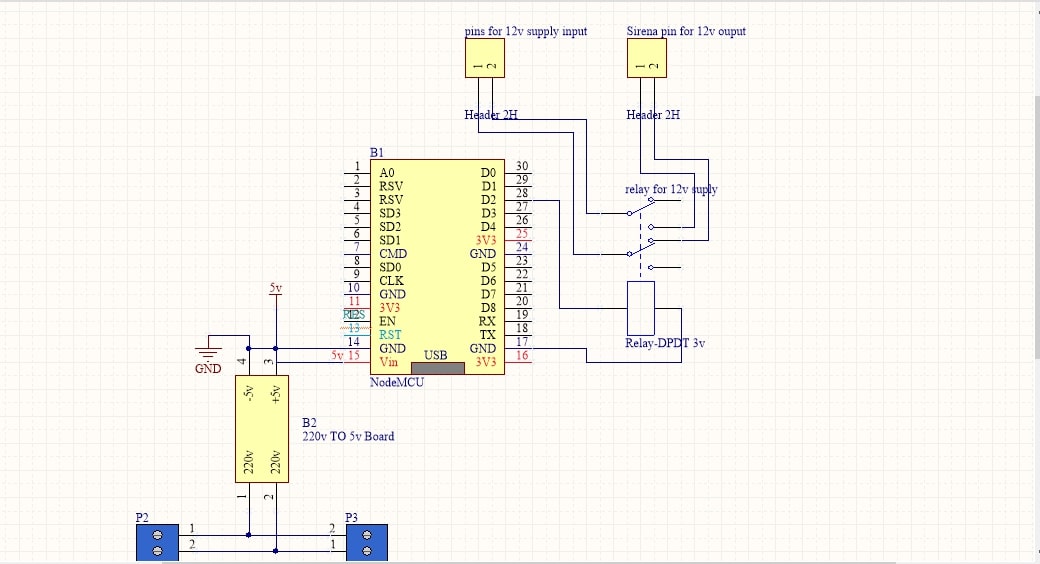 pins for 12v supply input
Sirena pin for 12v ouput
1 2
1 2
Header 2H
Header 2H
relay for 12v suply
B1
1 A0 D0 30
2 RSV D1 29
3 RSV D2 28
4 SD3 D3 27
5 SD2 D4 26
6 SD1 3V3 25
7 CMD GND 24
8 SD0 D5 23
9 CLK D6 22
10 GND D7 21
11 3V3 D8 20
RES 12 EN RX 19
13 RST TX 18
14 GND GND 17
5v 15 Vin USB 3V3 16
NodeMCU
Relay-DPDT 3v
5v
GND
4 3
-5v +5v
B2
220v TO 5v Board
220v 220v
1 2
P2
P3
1 2
2 1